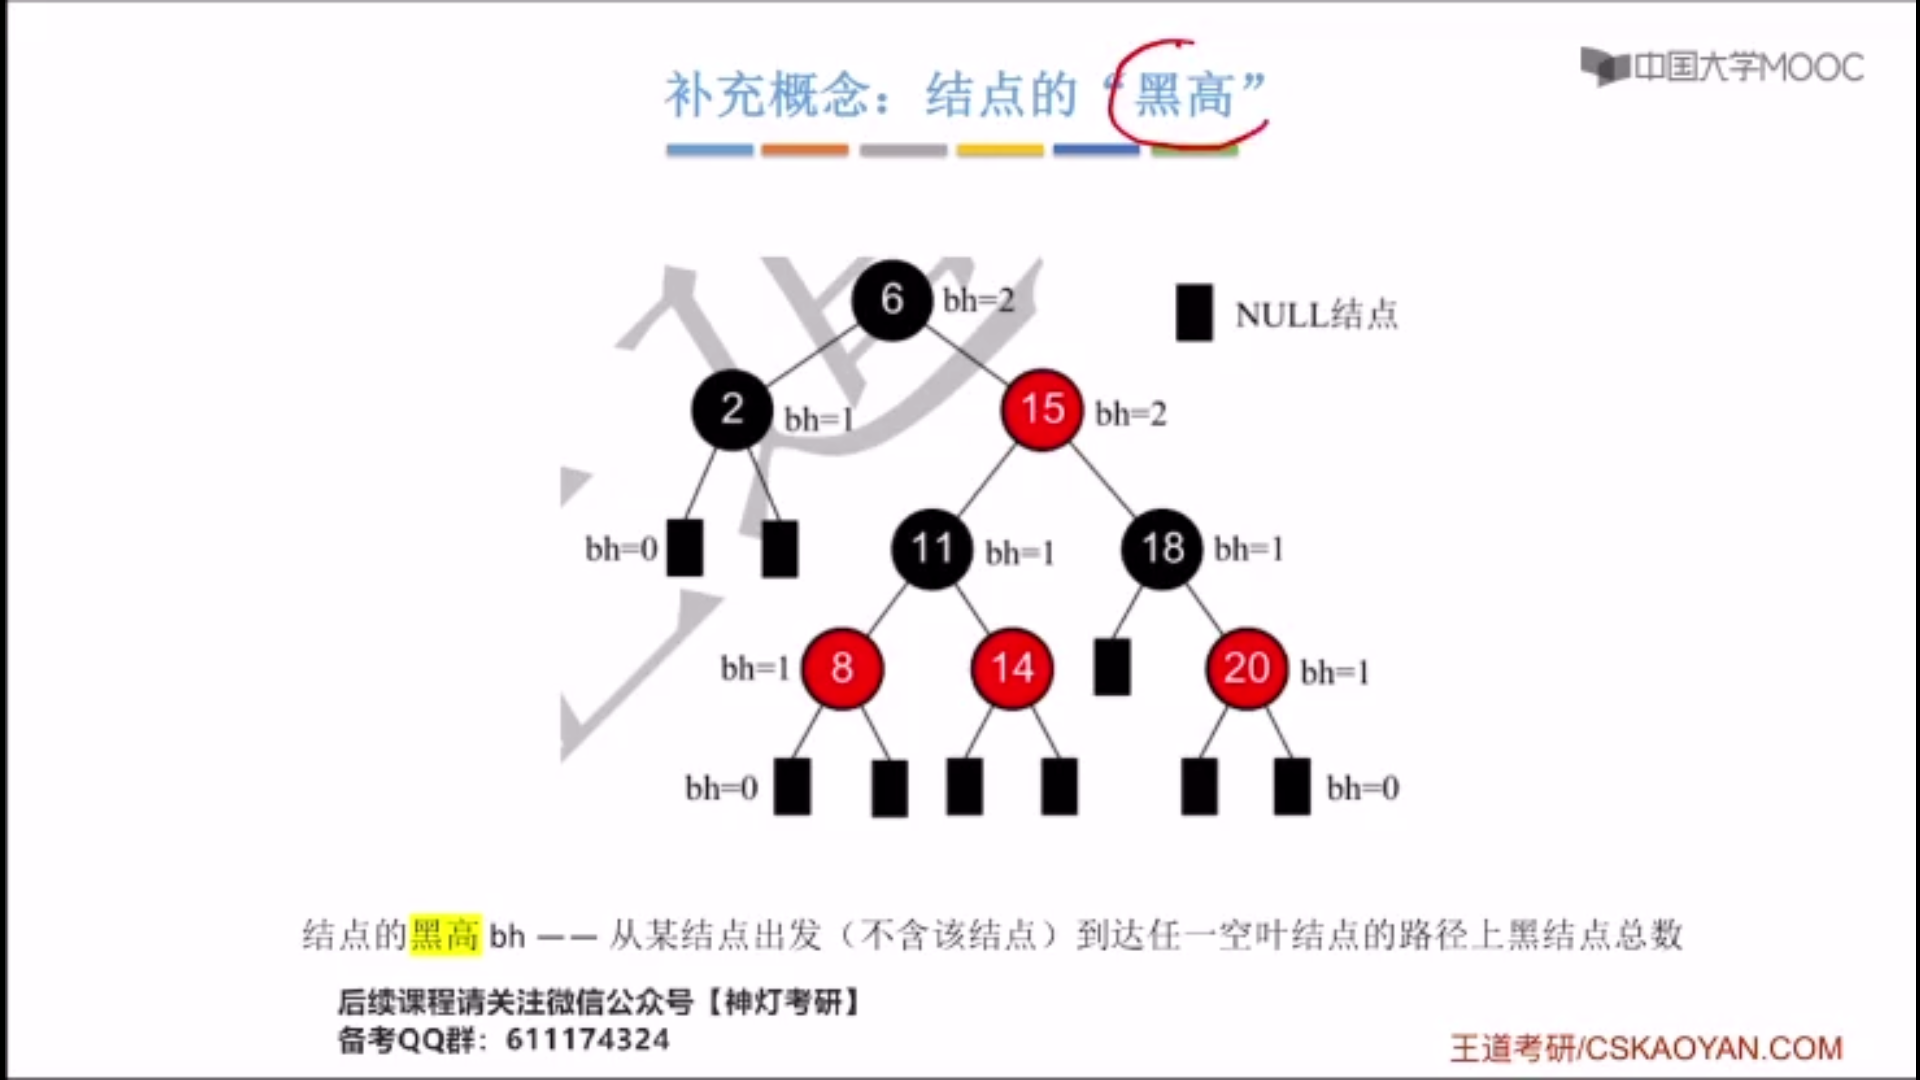 补充概念：结点的“黑高”
中国大学MOOC
6 bh=2
NULL结点
2 bh=1
15 bh=2
bh=0
11 bh=1
18 bh=1
bh=1 8
14
20 bh=1
bh=0
bh=0
结点的黑高 bh —— 从某结点出发（不含该结点）到达任一空叶结点的路径上黑结点总数
后续课程请关注微信公众号【神灯考研】
备考QQ群：611174324
王道考研/CSKAOYAN.COM